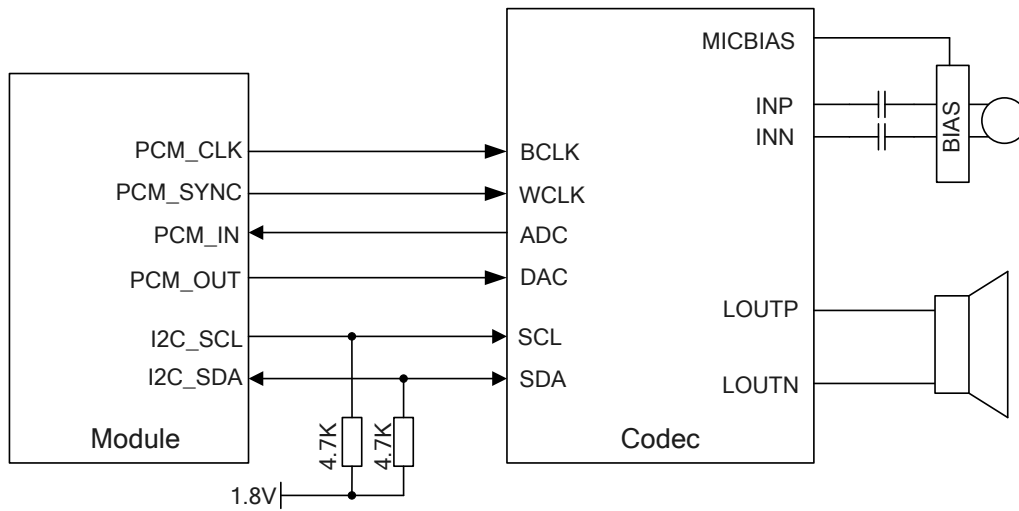 MICBIAS
INP
INN
BIAS
PCM_CLK
PCM_SYNC
PCM_IN
PCM_OUT
I2C_SCL
I2C_SDA
Module
BCLK
WCLK
ADC
DAC
SCL
SDA
LOUTP
LOUTN
Codec
4.7K
4.7K
1.8V